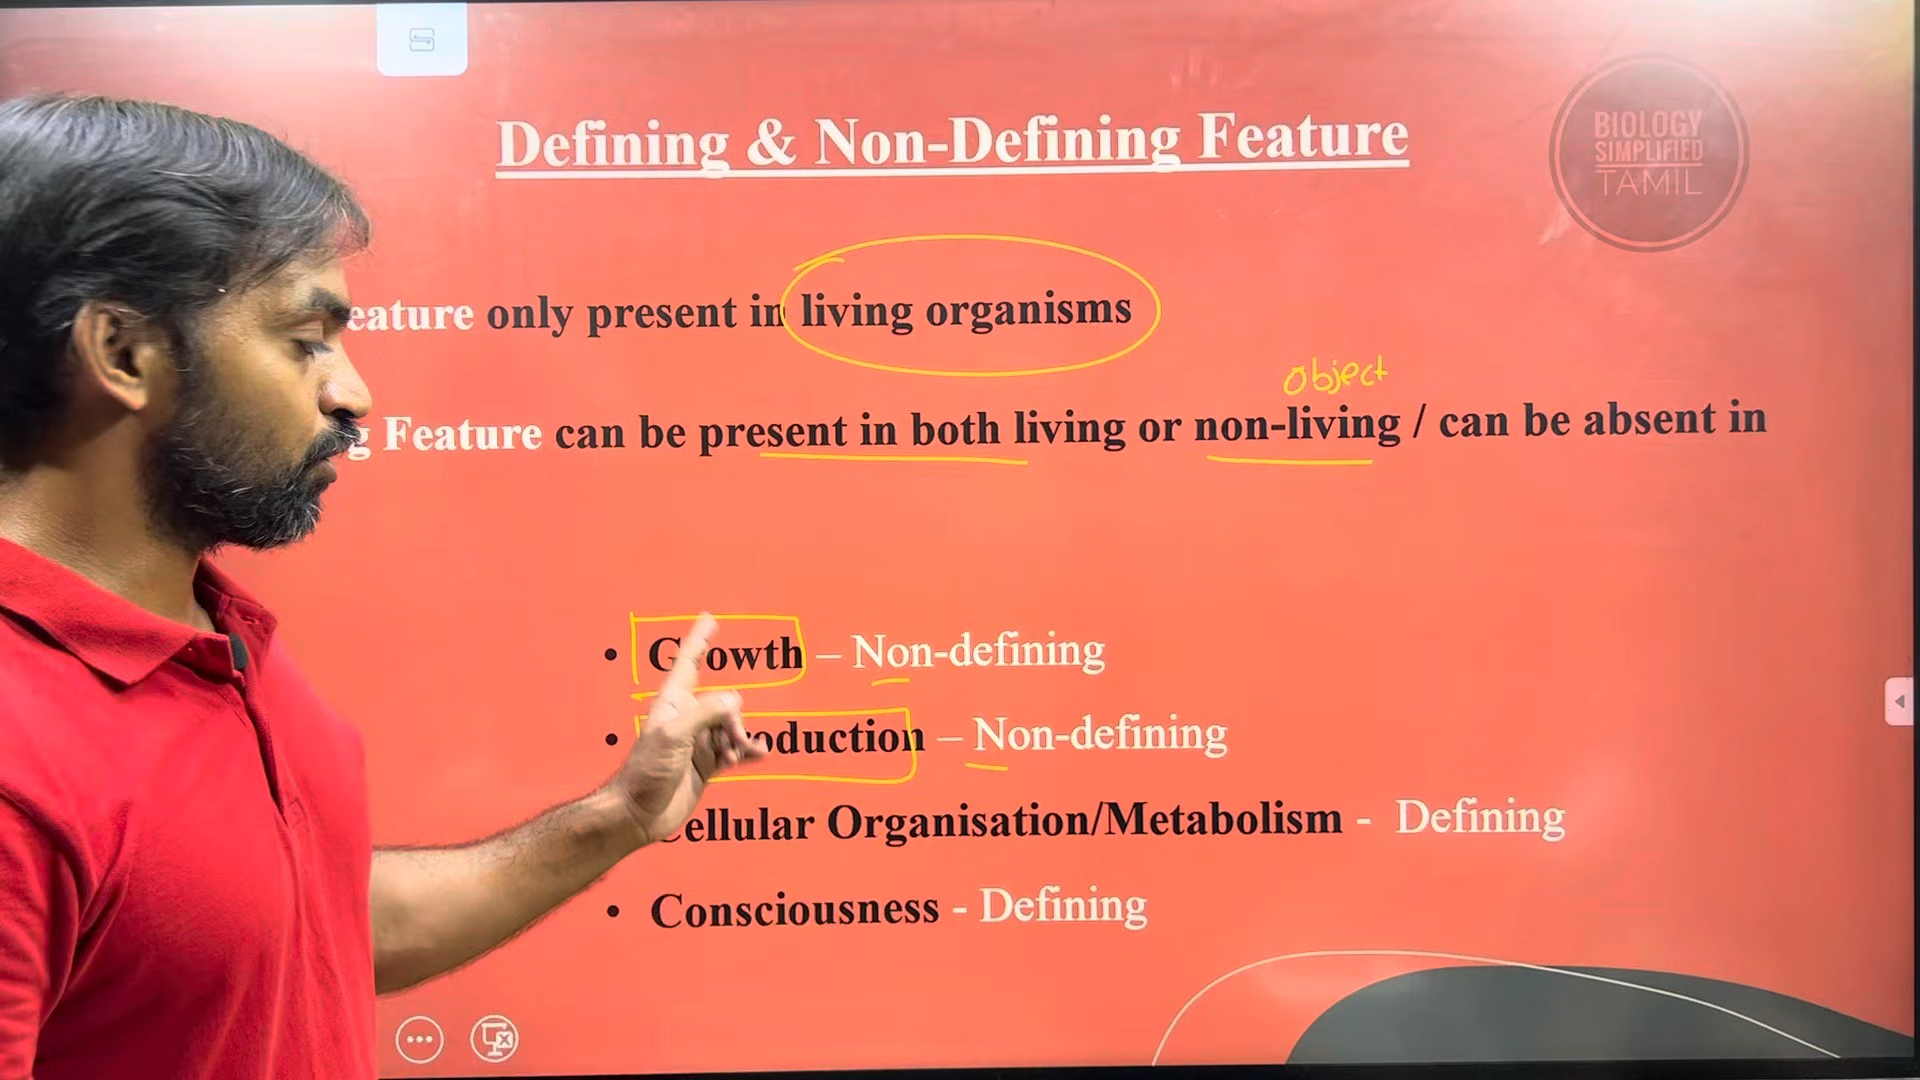 Defining & Non-Defining Feature
BIOLOGY
SIMPLIFIED
TAMIL
eature only present in living organisms
object
g Feature can be present in both living or non-living / can be absent in
• Growth – Non-defining
• oduction – Non-defining
ellular Organisation/Metabolism - Defining
• Consciousness - Defining